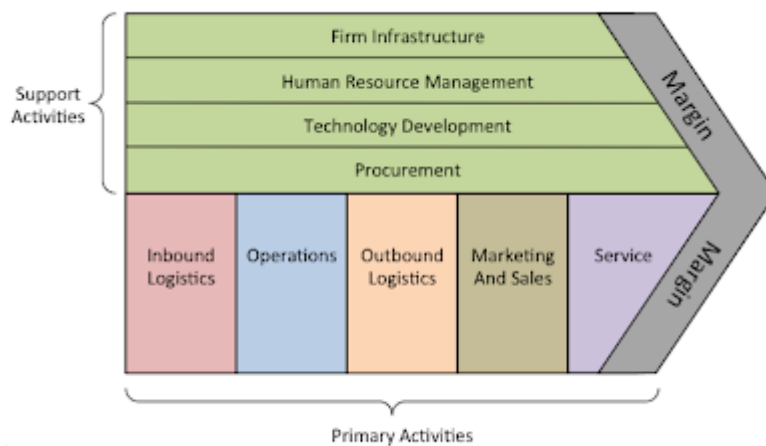 Firm Infrastructure
Human Resource Management
Technology Development
Procurement
Support
Activities
Margin
Inbound
Logistics
Operations
Outbound
Logistics
Marketing
And Sales
Service
Margin
Primary Activities